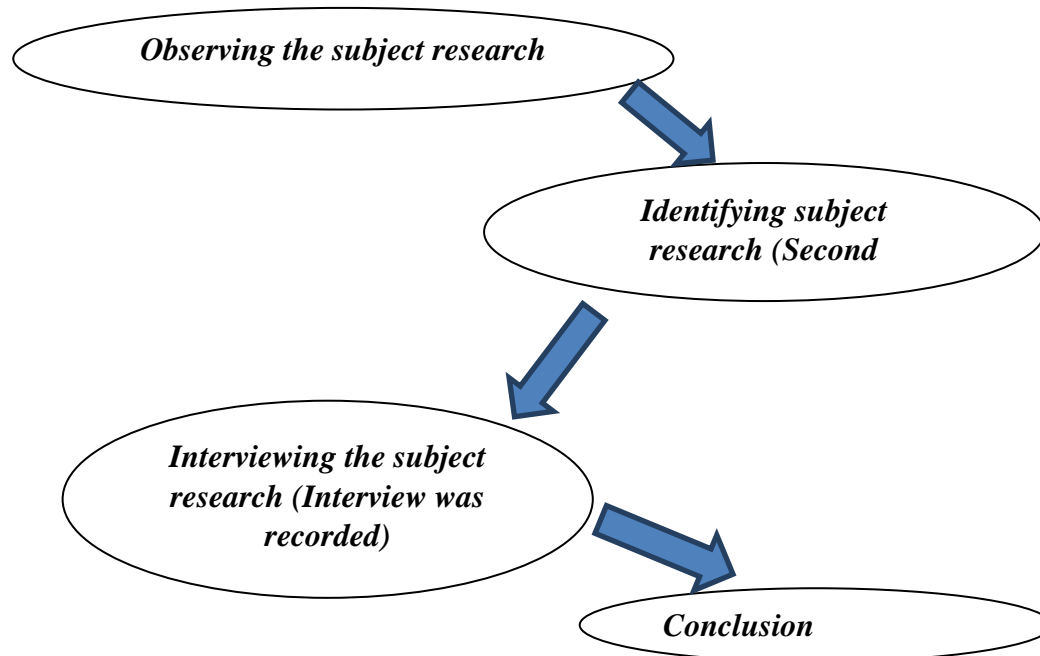 Observing the subject research
Identifying subject
research (Second
Interviewing the subject
research (Interview was
recorded)
Conclusion